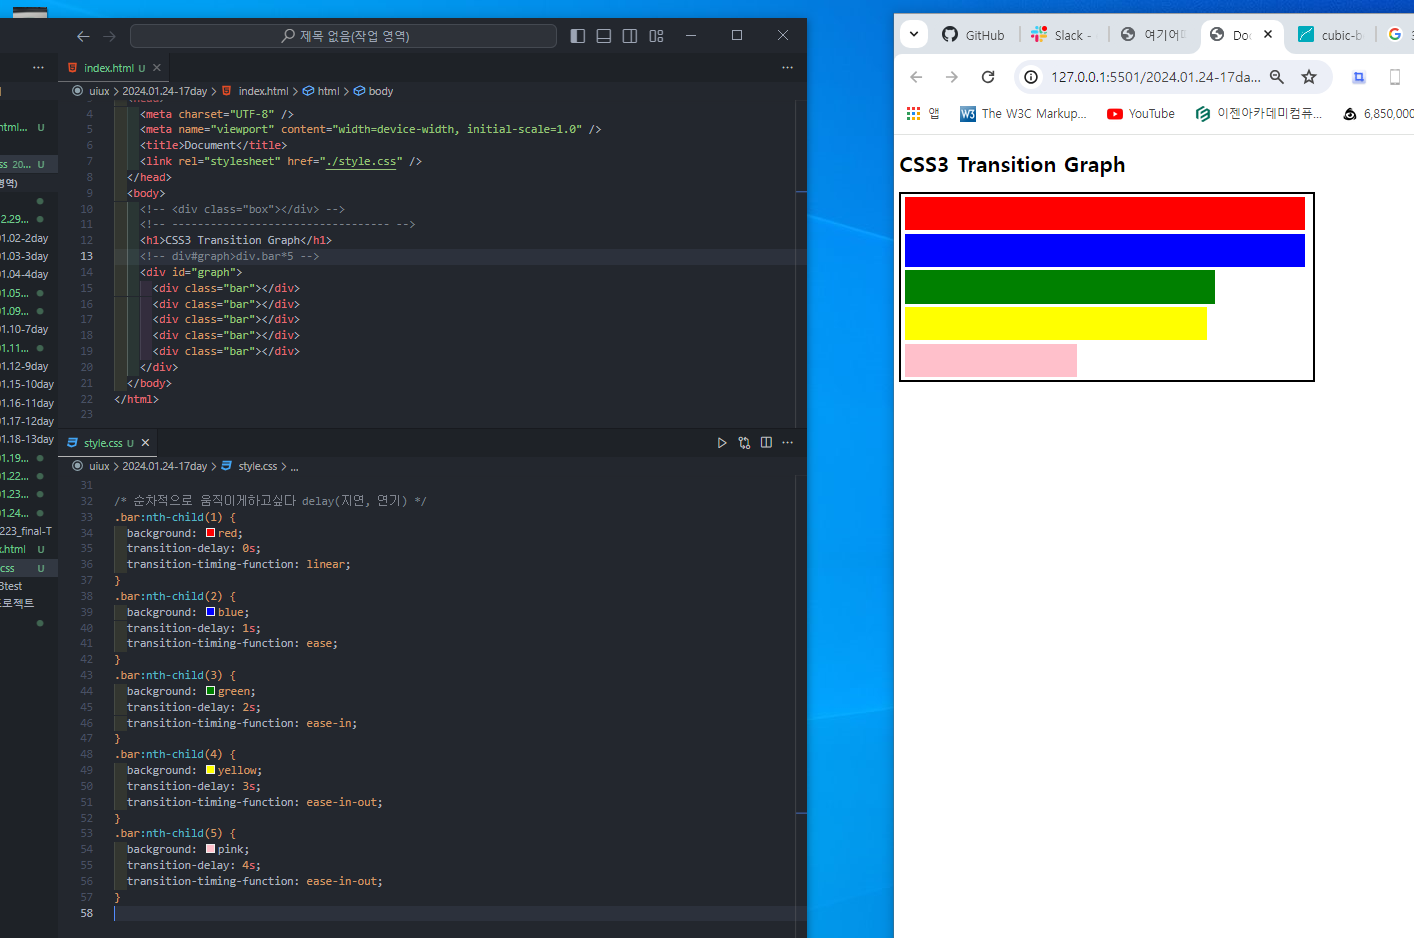 제목 없음(작업 영역)
index.html U
uiux > 2024.01.24-17day > index.html > html > body
4 <meta charset="UTF-8" />
5 <meta name="viewport" content="width=device-width, initial-scale=1.0" />
6 <title>Document</title>
7 <link rel="stylesheet" href="./style.css" />
8 </head>
9 <body>
10 <!-- <div class="box"></div> -->
11 <!-- ---------------------------------- -->
12 <h1>CSS3 Transition Graph</h1>
13 <!-- div#graph>div.bar*5 -->
14 <div id="graph">
15 <div class="bar"></div>
16 <div class="bar"></div>
17 <div class="bar"></div>
18 <div class="bar"></div>
19 <div class="bar"></div>
20 </div>
21 </body>
22 </html>
23
html... U
ss 20... U
영역)
2.29...
01.02-2day
01.03-3day
01.04-4day
01.05...
01.09...
01.10-7day
01.11...
01.12-9day
01.15-10day
01.16-11day
01.17-12day
01.18-13day
01.19...
01.22...
01.23...
01.24...
223_final-T
x.html U
css U
3test
프로젝트
style.css U
uiux > 2024.01.24-17day > style.css > ...
31
32 /* 순차적으로 움직이게하고싶다 delay(지연, 연기) */
33 .bar:nth-child(1) {
34 background: red;
35 transition-delay: 0s;
36 transition-timing-function: linear;
37 }
38 .bar:nth-child(2) {
39 background: blue;
40 transition-delay: 1s;
41 transition-timing-function: ease;
42 }
43 .bar:nth-child(3) {
44 background: green;
45 transition-delay: 2s;
46 transition-timing-function: ease-in;
47 }
48 .bar:nth-child(4) {
49 background: yellow;
50 transition-delay: 3s;
51 transition-timing-function: ease-in-out;
52 }
53 .bar:nth-child(5) {
54 background: pink;
55 transition-delay: 4s;
56 transition-timing-function: ease-in-out;
57 }
58
GitHub Slack - 여기어때 Doc cubic-b
127.0.0.1:5501/2024.01.24-17da...
앱 The W3C Markup... YouTube 이젠아카데미컴퓨... 6,850,000
CSS3 Transition Graph